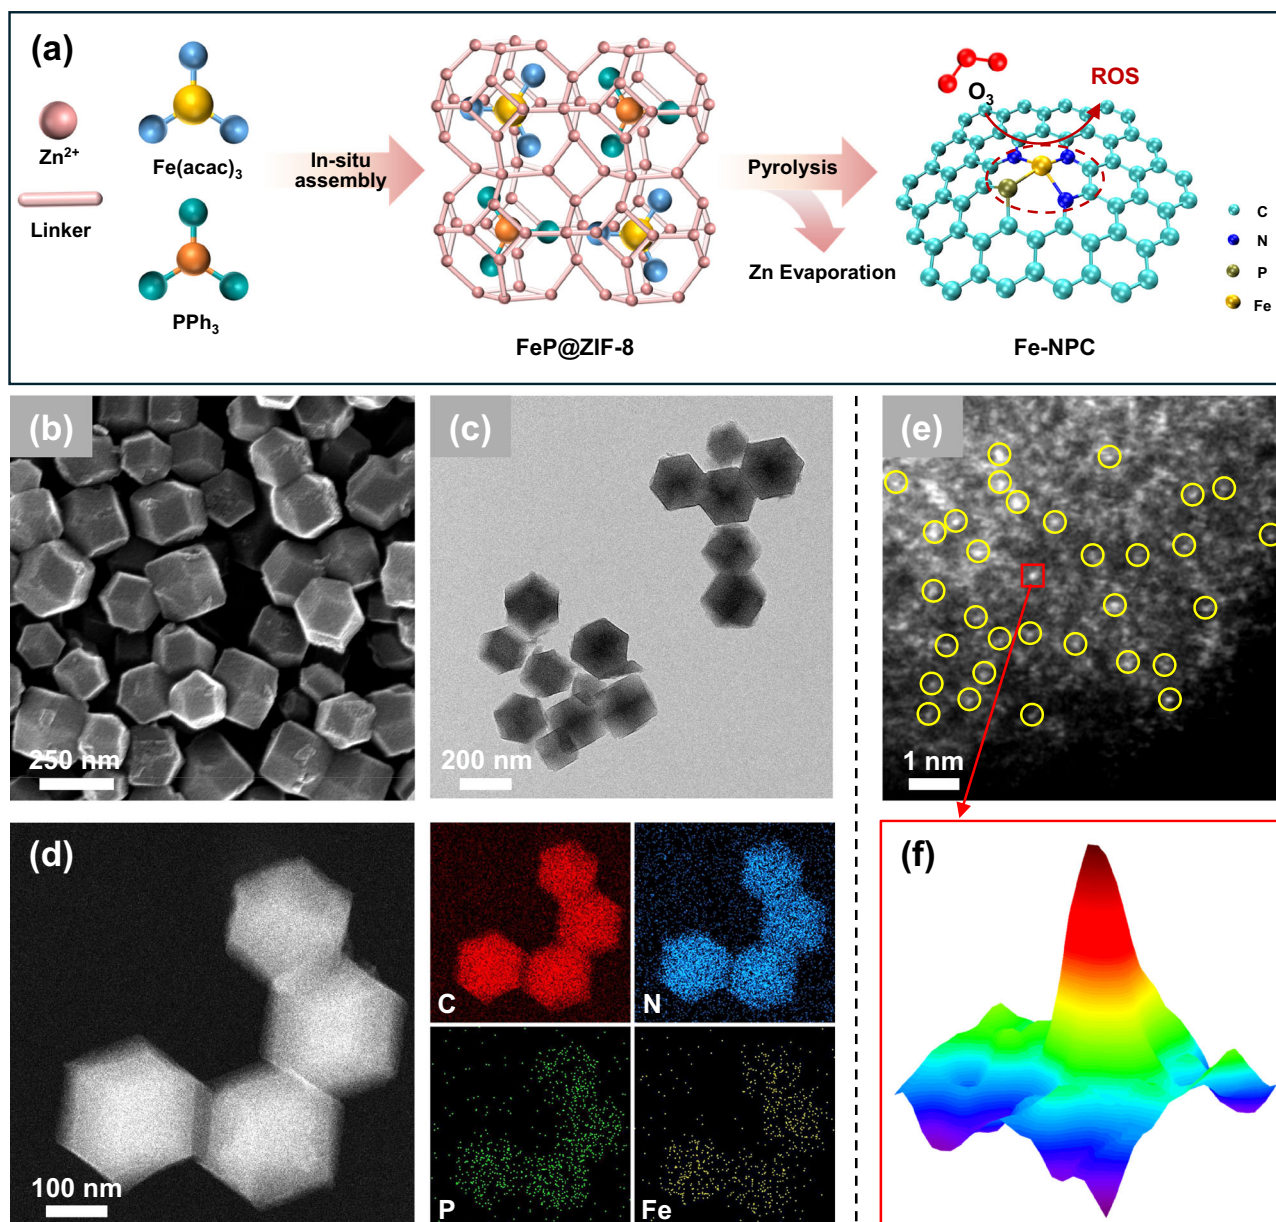 (a)
Zn²⁺
Linker
Fe(acac)₃
PPh₃
In-situ
assembly
FeP@ZIF-8
Pyrolysis
Zn Evaporation
O₃
ROS
Fe-NPC
C
N
P
Fe
(b)
250 nm
(c)
200 nm
(e)
1 nm
(d)
100 nm
C
N
P
Fe
(f)